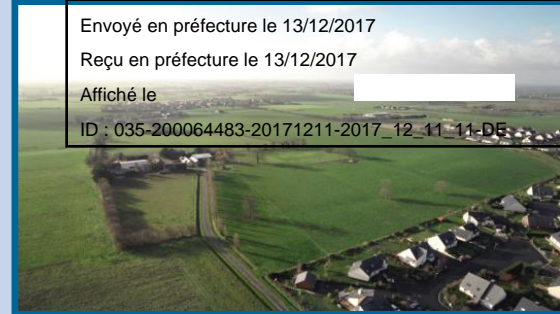 Envoyé en préfecture le 13/12/2017
Reçu en préfecture le 13/12/2017
Affiché le
ID : 035-200064483-20171211-2017_12_11_11-DE